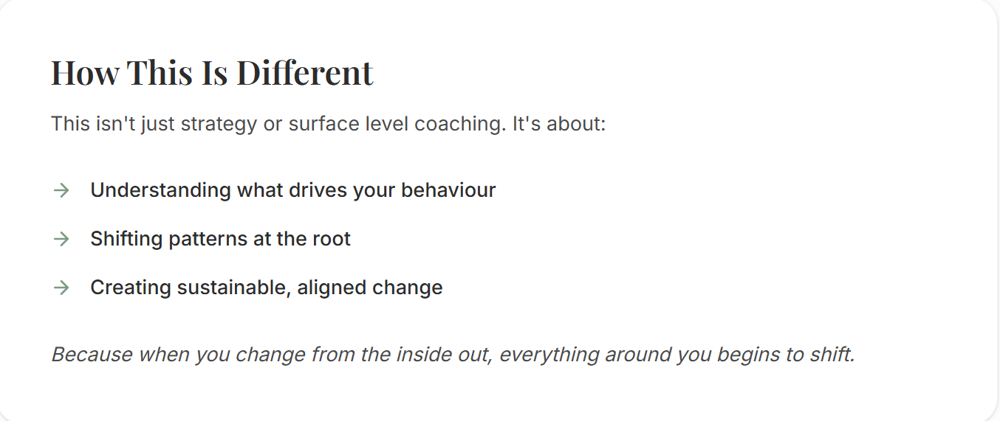 How This Is Different
This isn't just strategy or surface level coaching. It's about:
→ Understanding what drives your behaviour
→ Shifting patterns at the root
→ Creating sustainable, aligned change
Because when you change from the inside out, everything around you begins to shift.